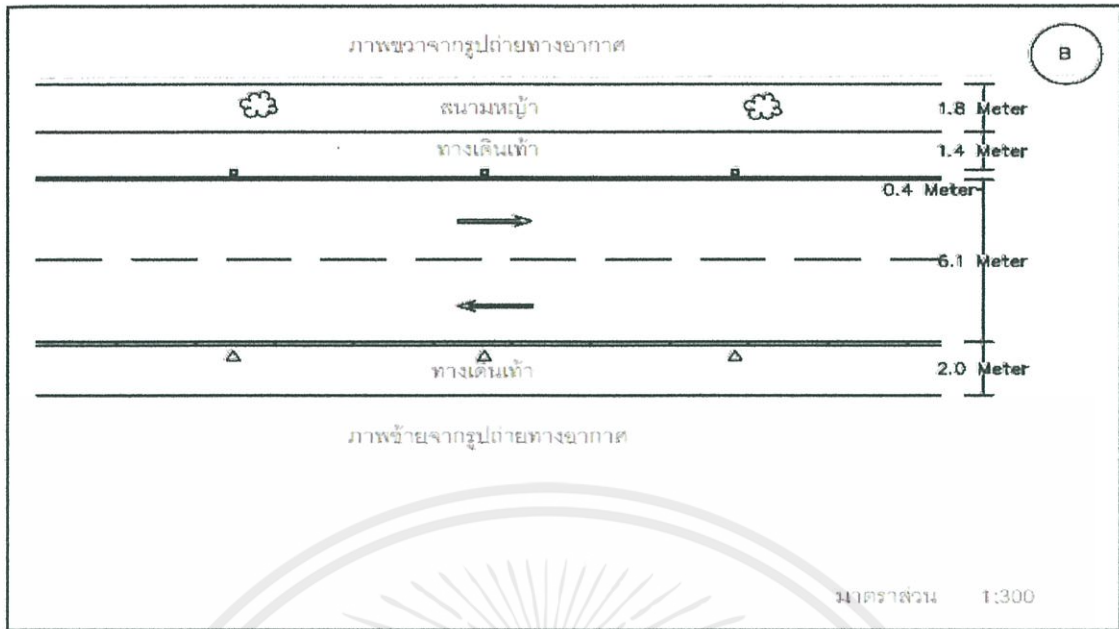 ภาพขวาจากรูปถ่ายทางอากาศ
B
สนามหญ้า
1.8 Meter
ทางเดินเท้า
1.4 Meter
0.4 Meter
6.1 Meter
ทางเดินเท้า
2.0 Meter
ภาพซ้ายจากรูปถ่ายทางอากาศ
มาตราส่วน 1:300